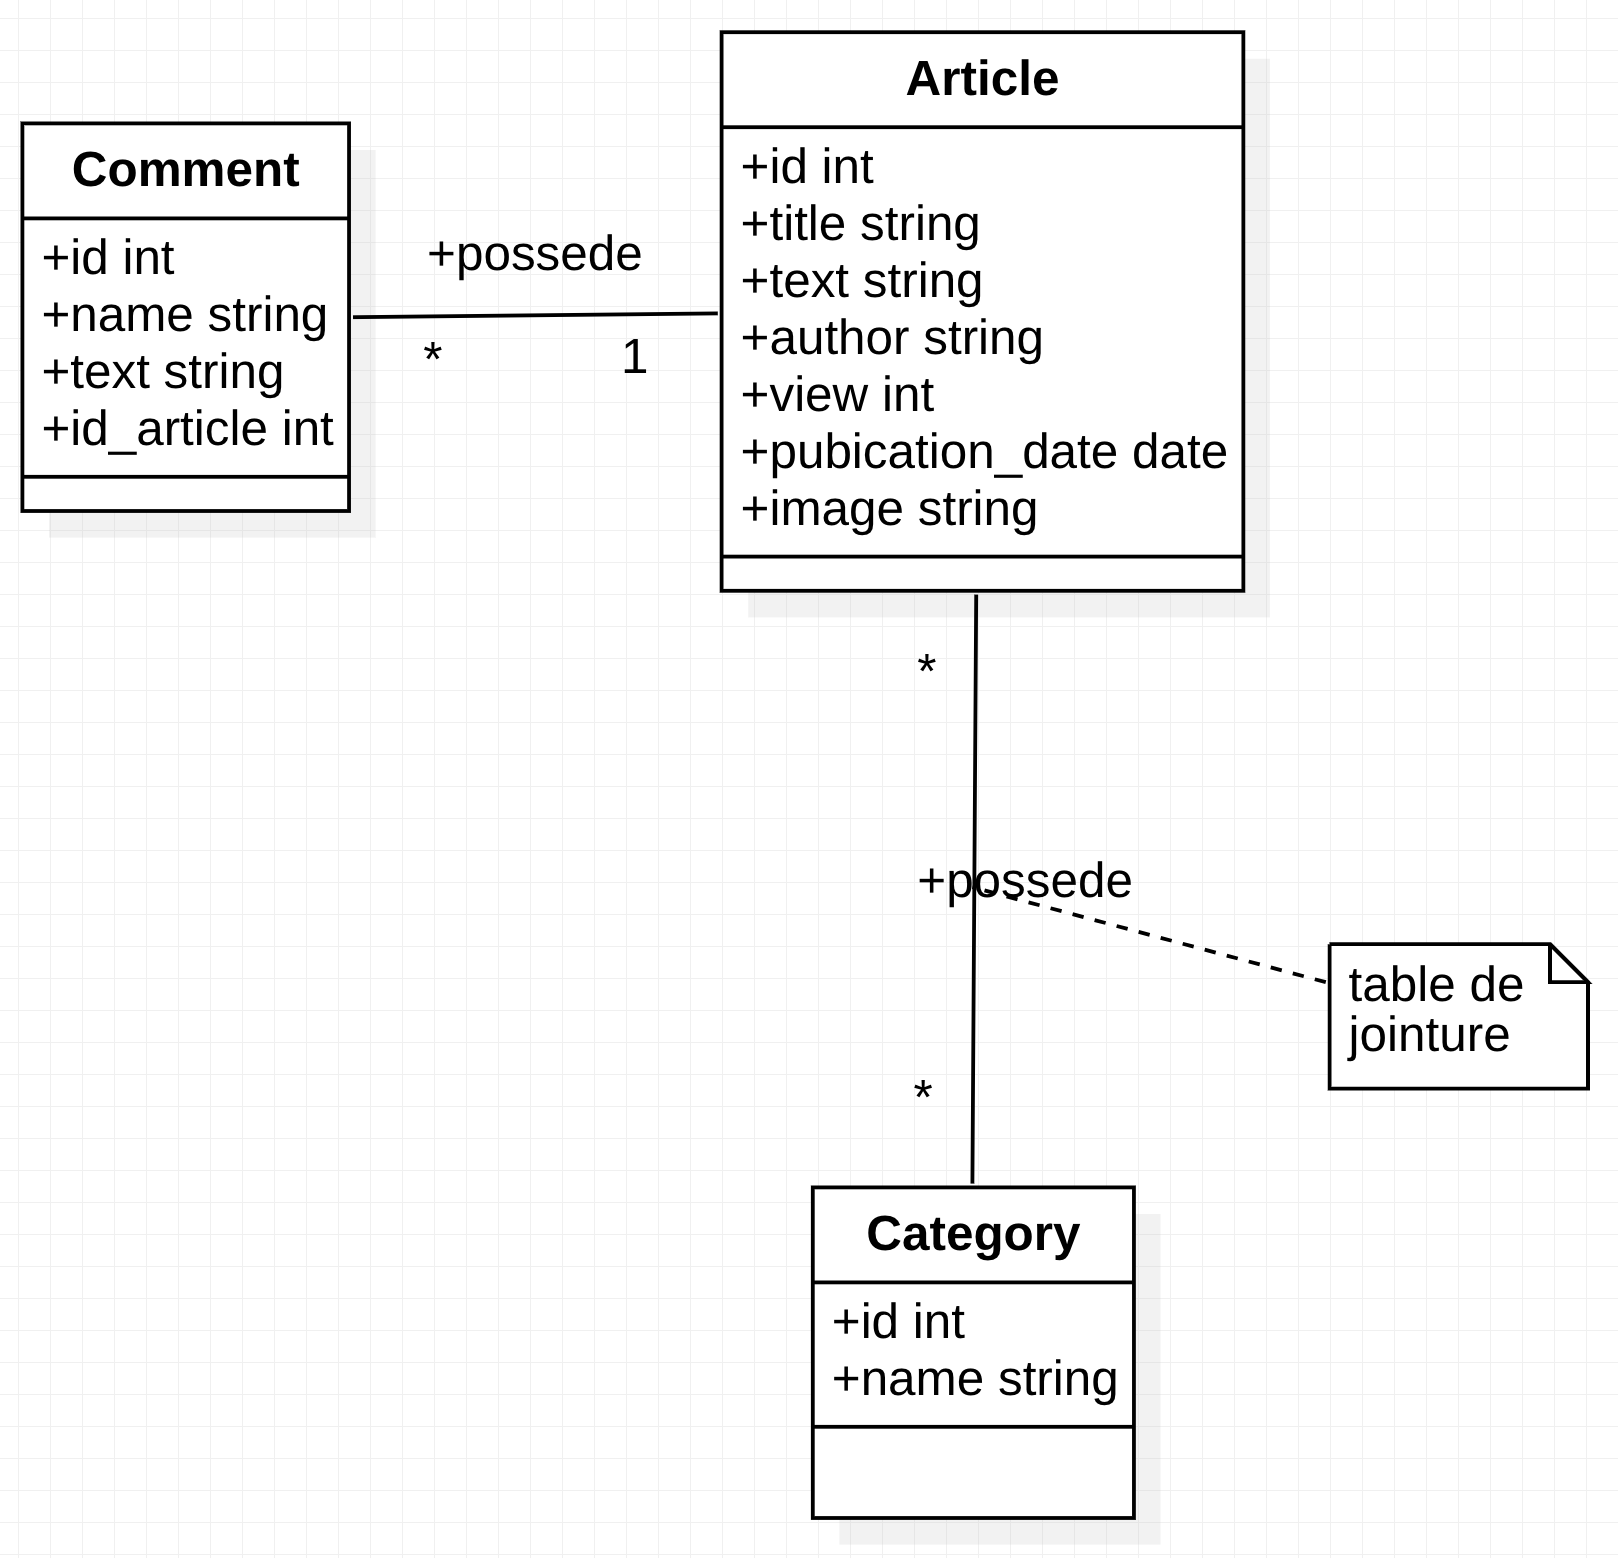 Article
+id int
+title string
+text string
+author string
+view int
+pubication_date date
+image string
Comment
+id int
+name string
+text string
+id_article int
+possede
*
1
*
+possede
*
table de
jointure
Category
+id int
+name string